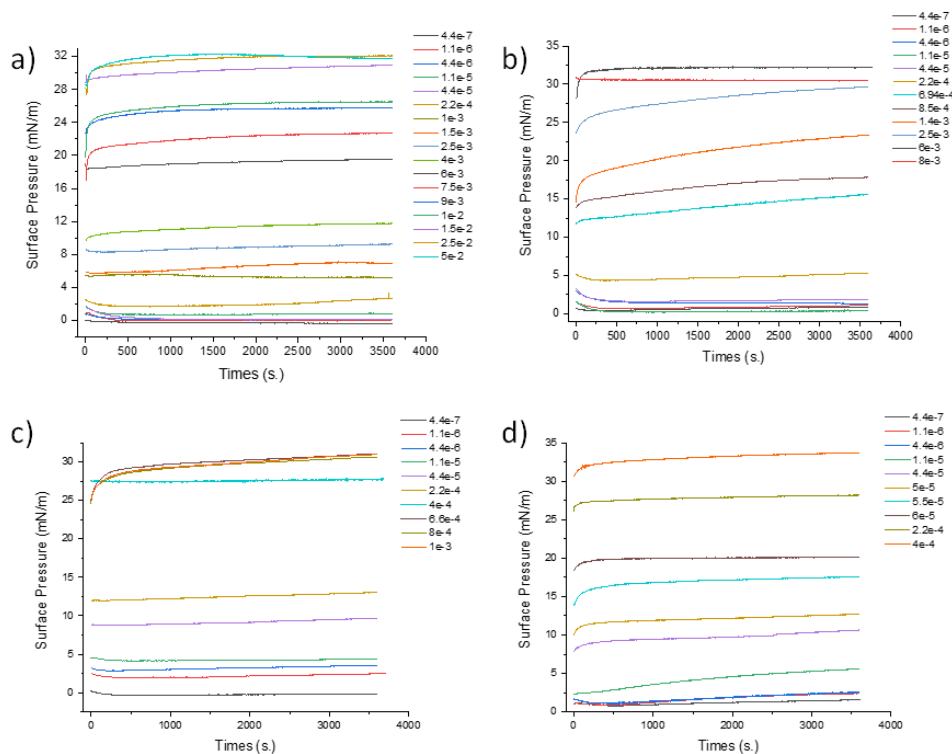 a)
32
28
24
20
16
12
8
4
0
Surface Pressure (mN/m)
0 500 1000 1500 2000 2500 3000 3500 4000
Times (s.)
4.4e-7
1.1e-6
4.4e-6
1.1e-5
4.4e-5
2.2e-4
1e-3
1.5e-3
2.5e-3
4e-3
6e-3
7.5e-3
9e-3
1e-2
1.5e-2
2.5e-2
5e-2
b)
35
30
25
20
15
10
5
0
Surface Pressure (mN/m)
0 500 1000 1500 2000 2500 3000 3500 4000
Times (s.)
4.4e-7
1.1e-6
4.4e-6
1.1e-5
4.4e-5
2.2e-4
6.94e-4
8.5e-4
1.4e-3
2.5e-3
6e-3
8e-3
c)
30
25
20
15
10
5
0
Surface Pressure (mN/m)
0 1000 2000 3000 4000
Times (s.)
4.4e-7
1.1e-6
4.4e-6
1.1e-5
4.4e-5
2.2e-4
4e-4
6.6e-4
8e-4
1e-3
d)
35
30
25
20
15
10
5
0
Surface Pressure (mN/m)
0 1000 2000 3000 4000
Times (s.)
4.4e-7
1.1e-6
4.4e-6
1.1e-5
4.4e-5
5e-5
5.5e-5
6e-5
2.2e-4
4e-4